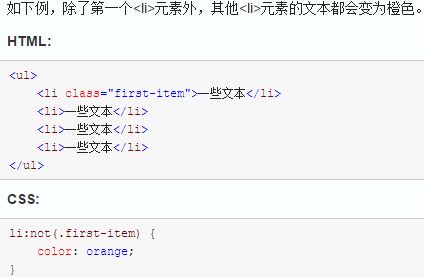 如下例，除了第一个<li>元素外，其他<li>元素的文本都会变为橙色。
HTML:
<ul>
    <li class="first-item">一些文本</li>
    <li>一些文本</li>
    <li>一些文本</li>
    <li>一些文本</li>
</ul>
CSS:
li:not(.first-item) {
    color: orange;
}